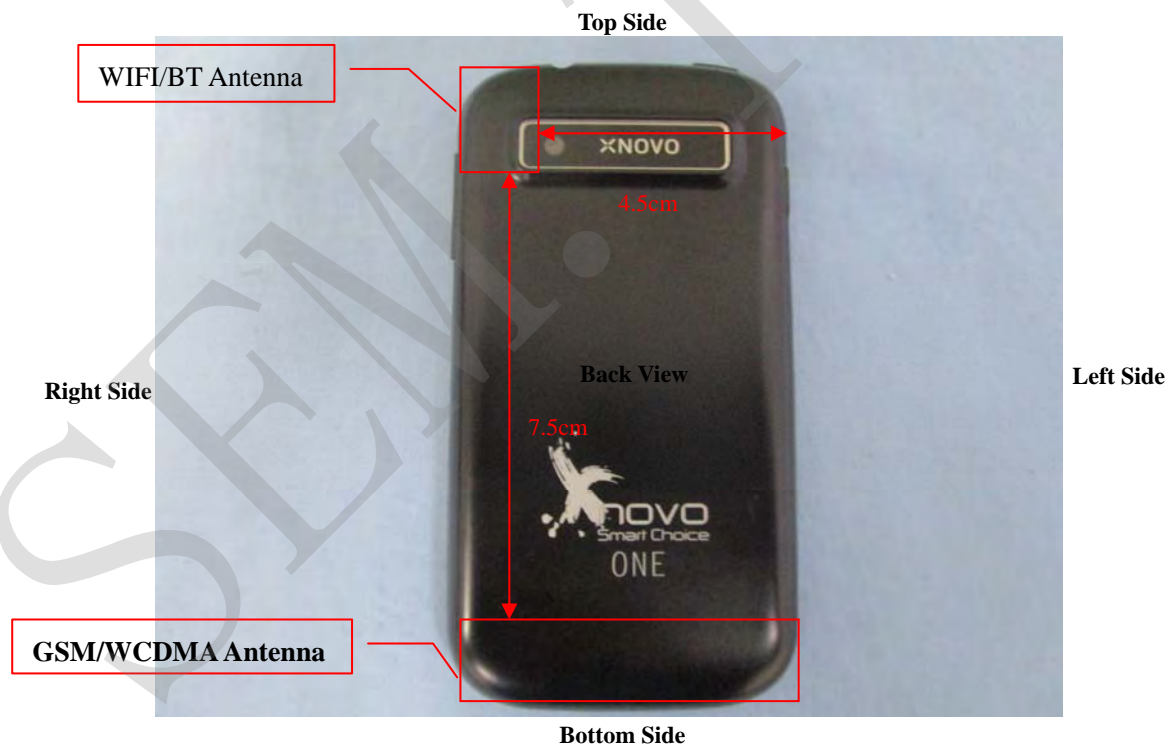 Top Side
WIFI/BT Antenna
XNOVO
4.5cm
Back View
Right Side
Left Side
7.5cm
Xnovo
Smart Choice
ONE
GSM/WCDMA Antenna
Bottom Side
SEM.